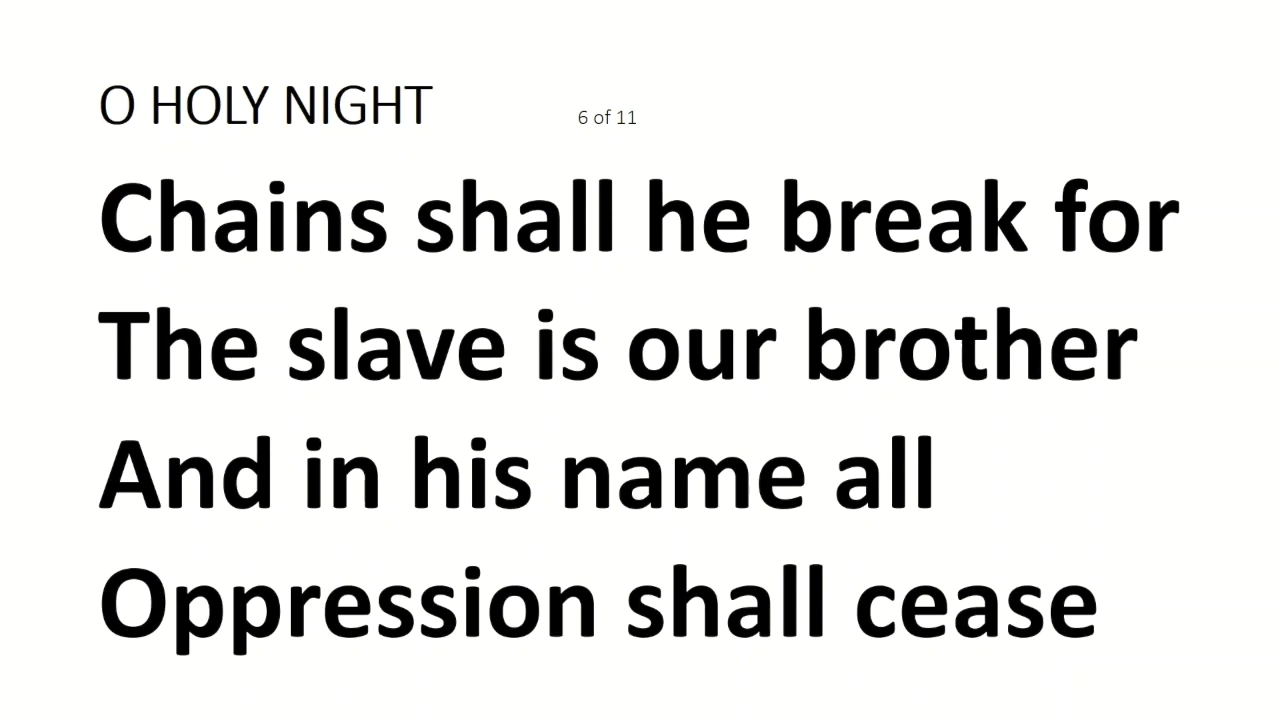 O HOLY NIGHT 6 of 11
Chains shall he break for
The slave is our brother
And in his name all
Oppression shall cease